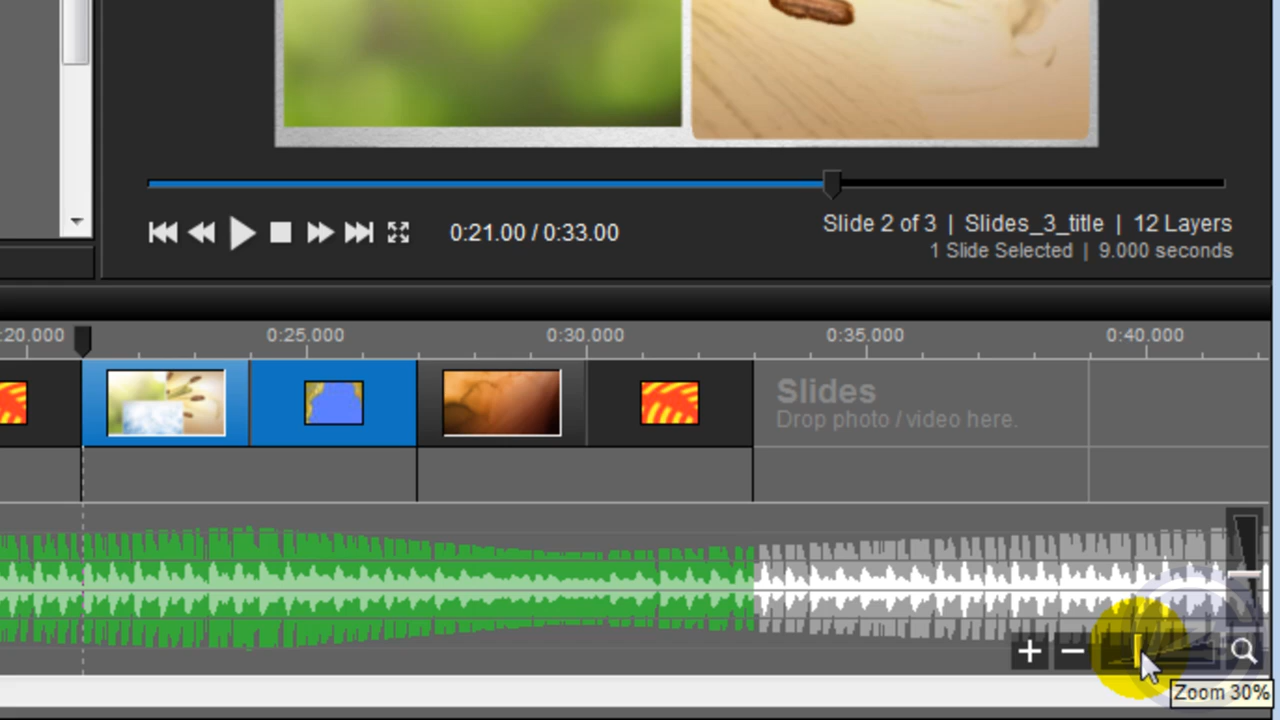 0:21.00 / 0:33.00
Slide 2 of 3 | Slides_3_title | 12 Layers
1 Slide Selected | 9.000 seconds
:20.000 0:25.000 0:30.000 0:35.000 0:40.000
Slides
Drop photo / video here.
Zoom 30%